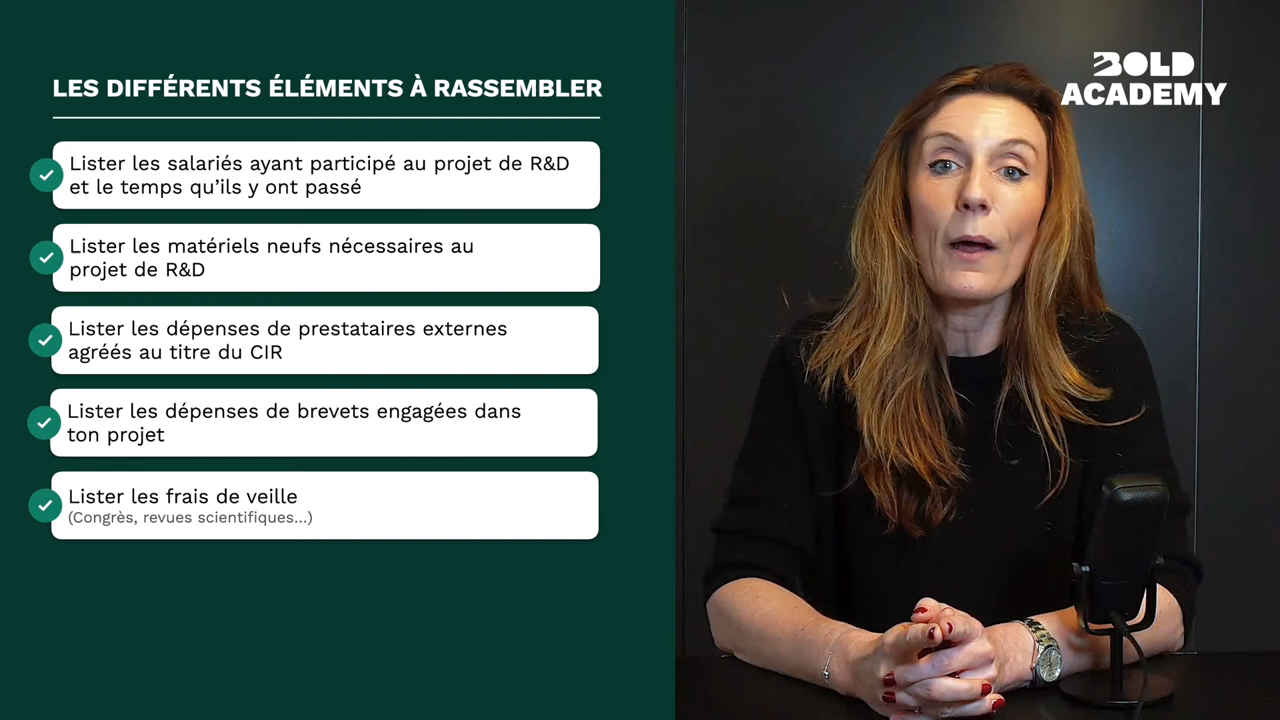 LES DIFFÉRENTS ÉLÉMENTS À RASSEMBLER
Lister les salariés ayant participé au projet de R&D
et le temps qu’ils y ont passé
Lister les matériels neufs nécessaires au
projet de R&D
Lister les dépenses de prestataires externes
agréés au titre du CIR
Lister les dépenses de brevets engagées dans
ton projet
Lister les frais de veille
(Congrès, revues scientifiques...)
BOLD
ACADEMY